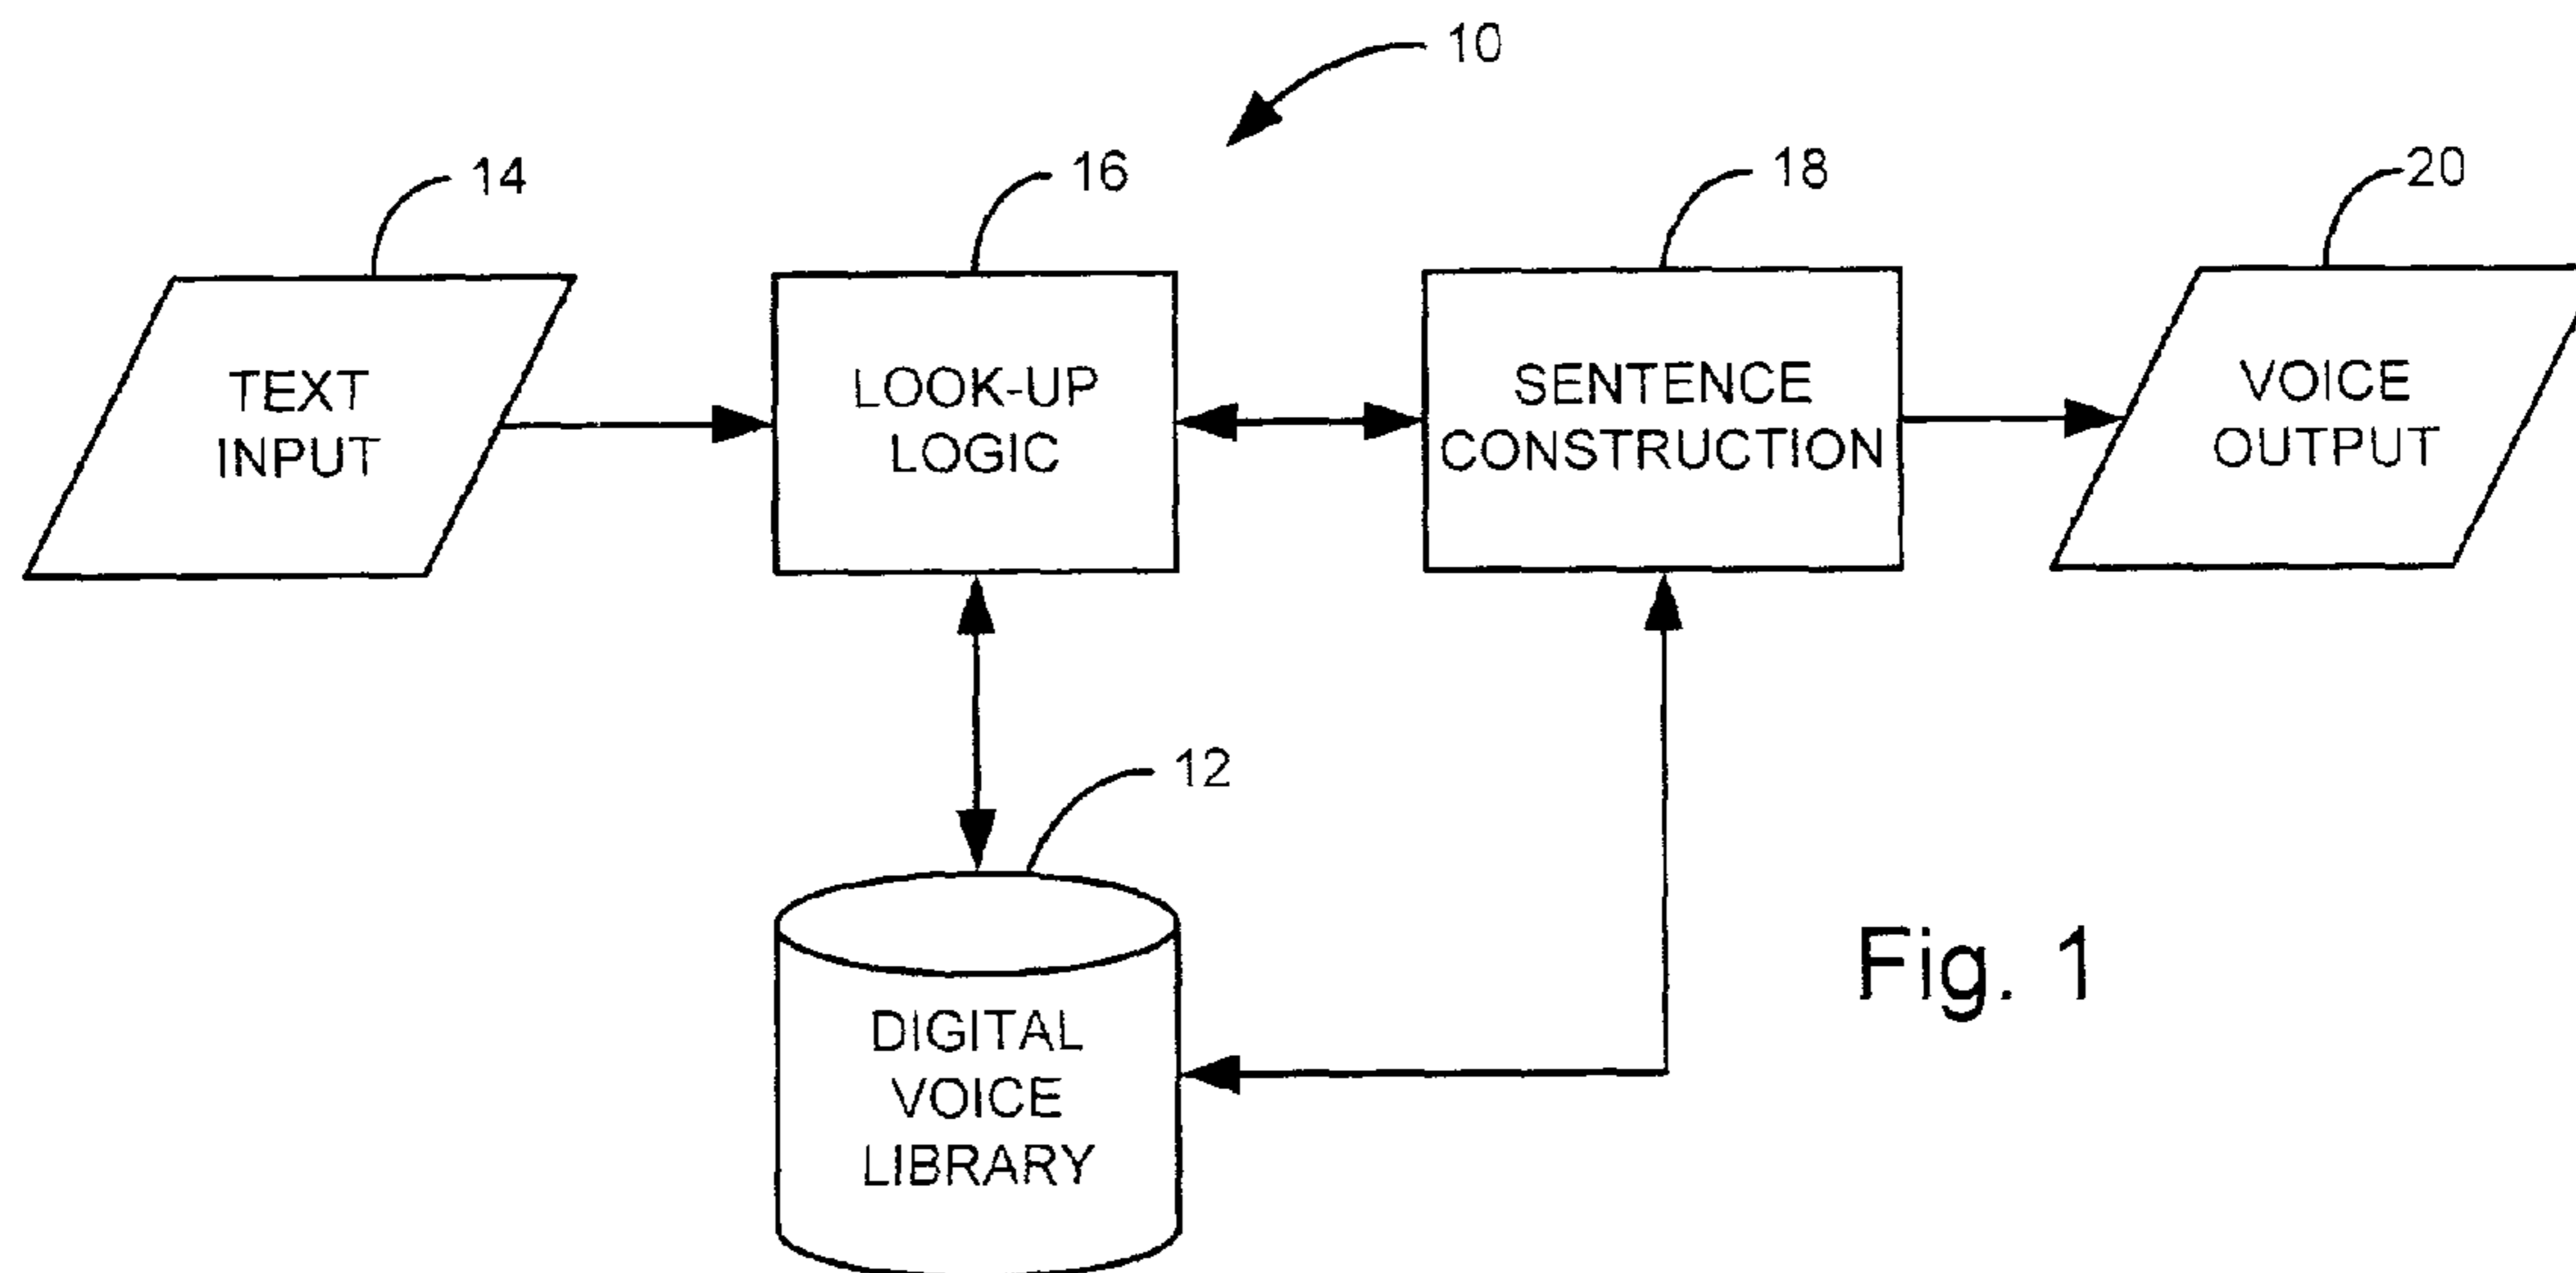 10
14
16
18
20
TEXT
INPUT
LOOK-UP
LOGIC
SENTENCE
CONSTRUCTION
VOICE
OUTPUT
12
DIGITAL
VOICE
LIBRARY
Fig. 1